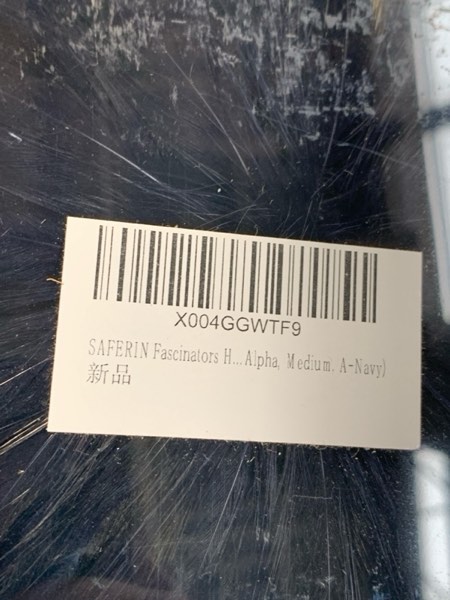 X004GGWTF9
SAFERIN Fascinators H...Alpha, Medium, A-Navy)
新品